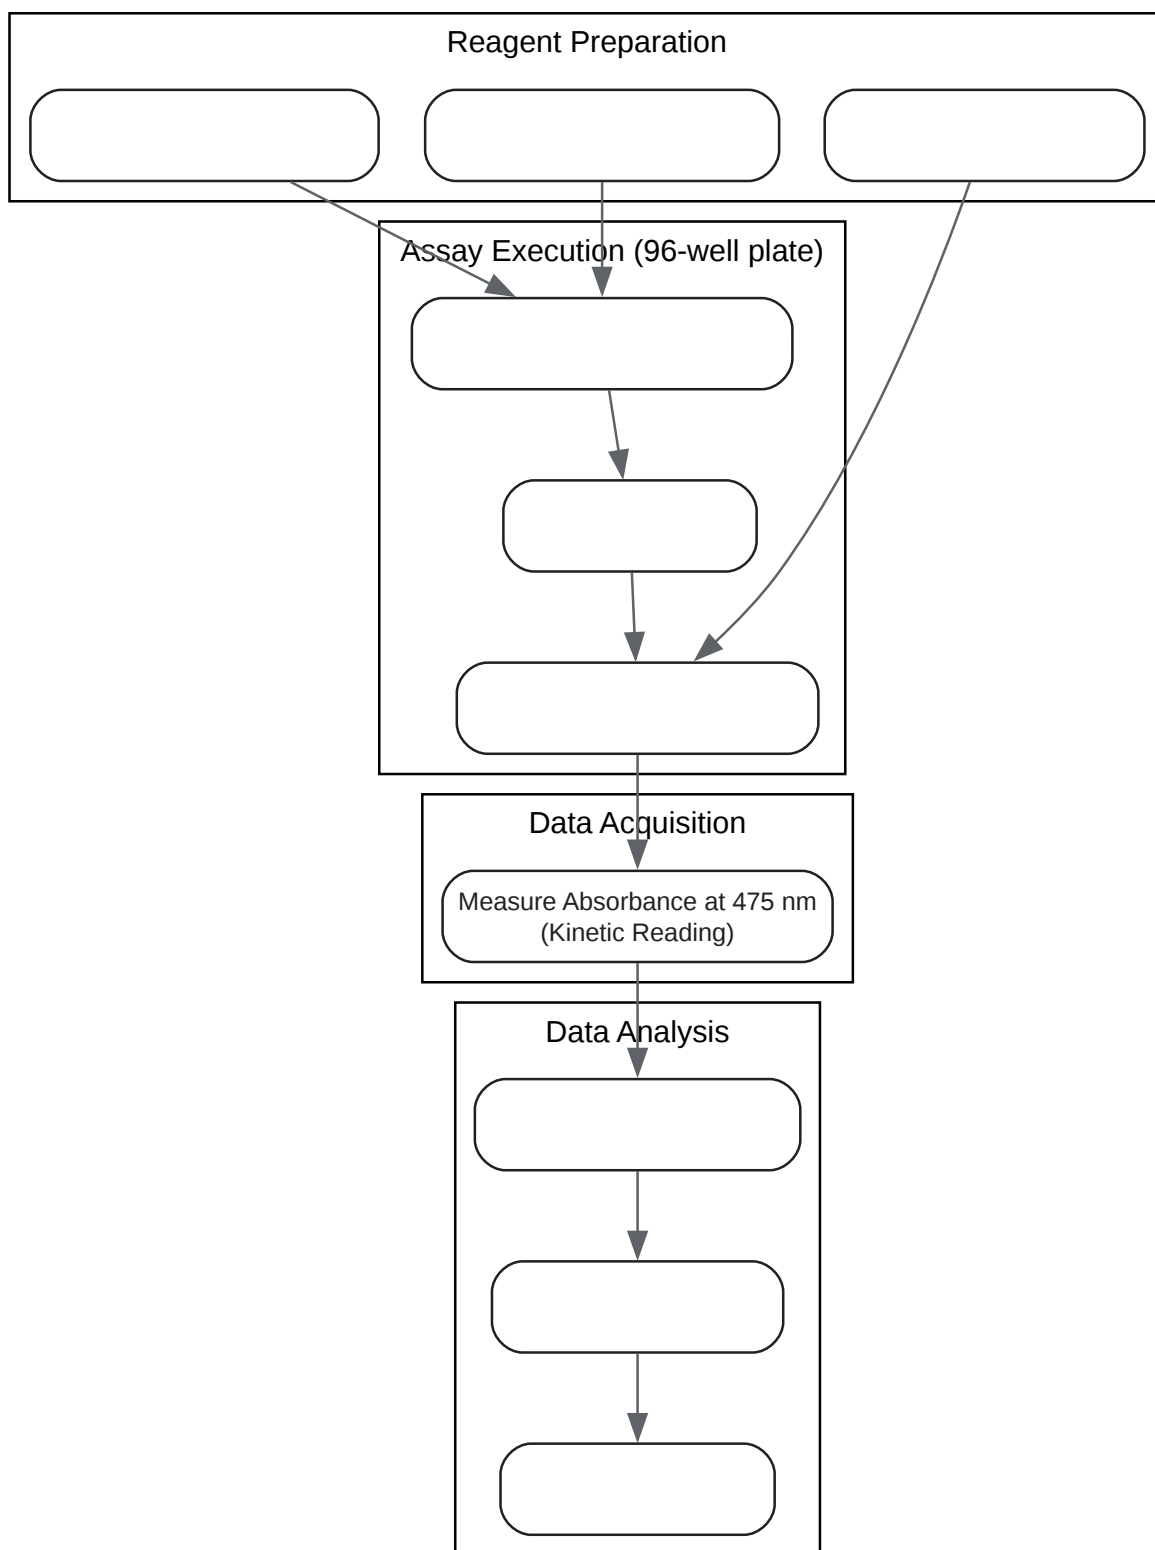 Reagent Preparation
Assay Execution (96-well plate)
Data Acquisition
Measure Absorbance at 475 nm
(Kinetic Reading)
Data Analysis